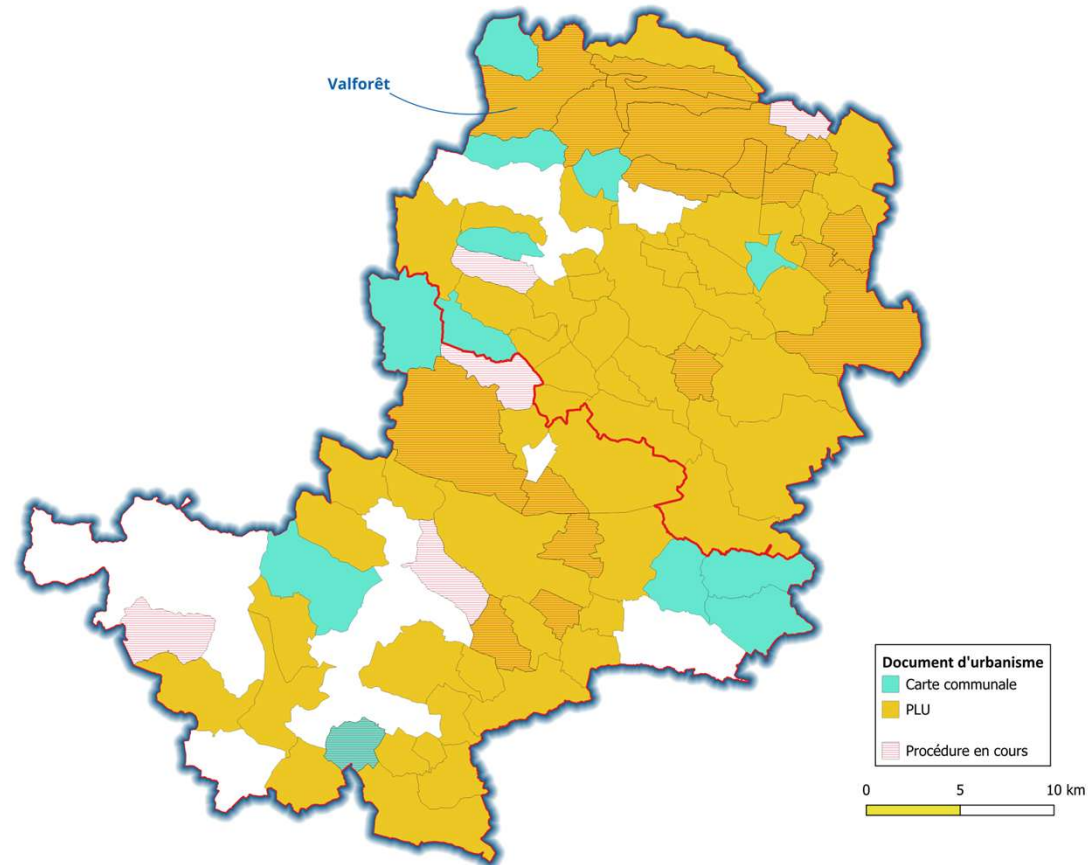 Valforêt
Document d'urbanisme
Carte communale
PLU
Procédure en cours
0 5 10 km